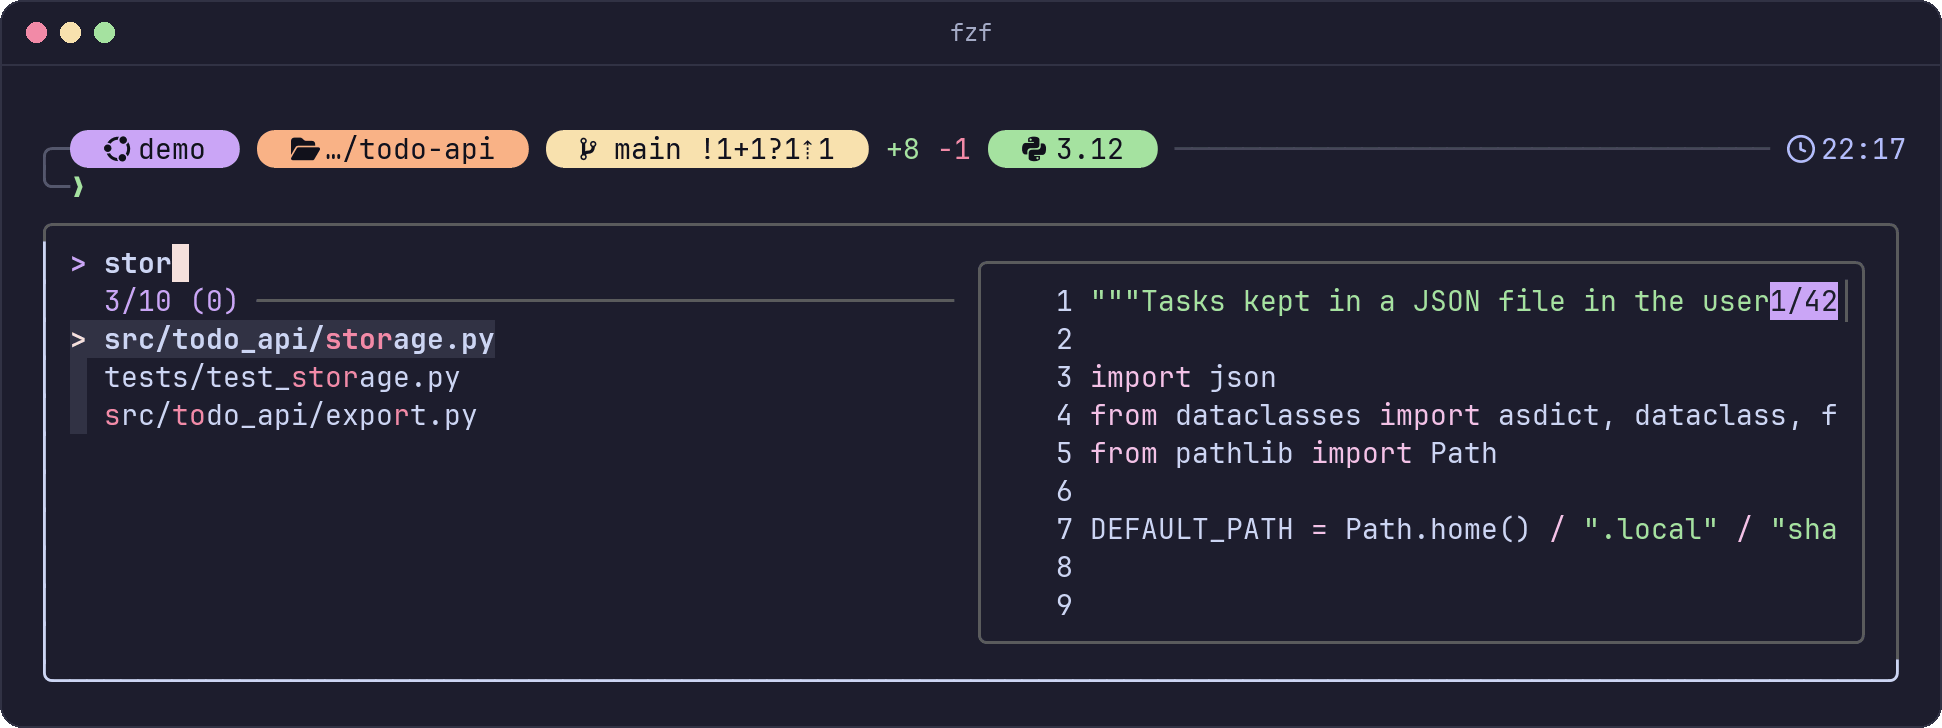 fzf
demo …/todo-api main !1+1?1⇡1 +8 -1 3.12 22:17
❯
> stor
3/10 (0)
> src/todo_api/storage.py
tests/test_storage.py
src/todo_api/export.py
1 """Tasks kept in a JSON file in the user 1/42
2
3 import json
4 from dataclasses import asdict, dataclass, f
5 from pathlib import Path
6
7 DEFAULT_PATH = Path.home() / ".local" / "sha
8
9